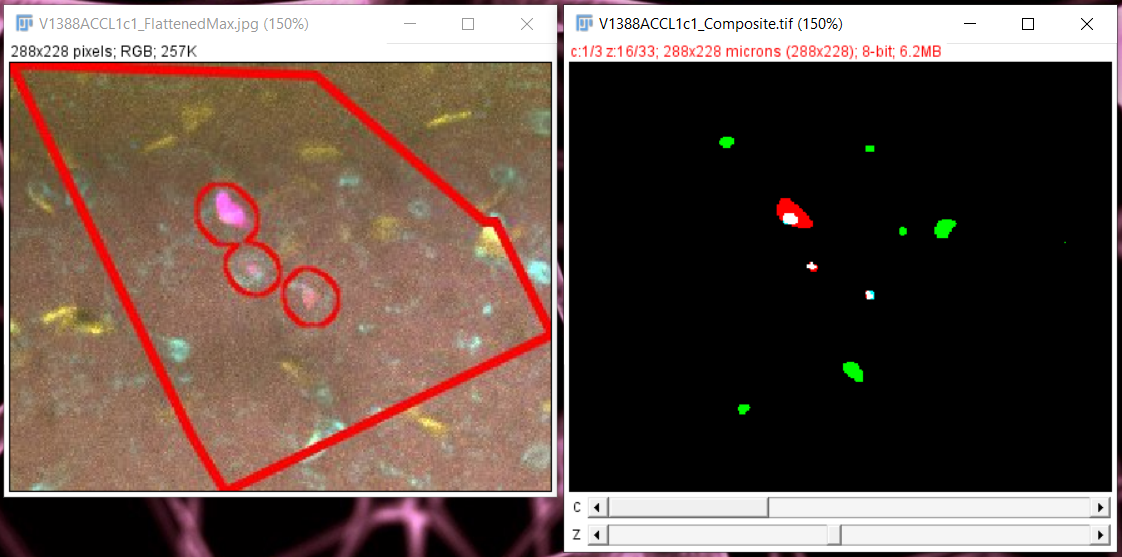 V1388ACCL1c1_FlattenedMax.jpg (150%)
288x228 pixels; RGB; 257K
V1388ACCL1c1_Composite.tif (150%)
c:1/3 z:16/33; 288x228 microns (288x228); 8-bit; 6.2MB
C
Z